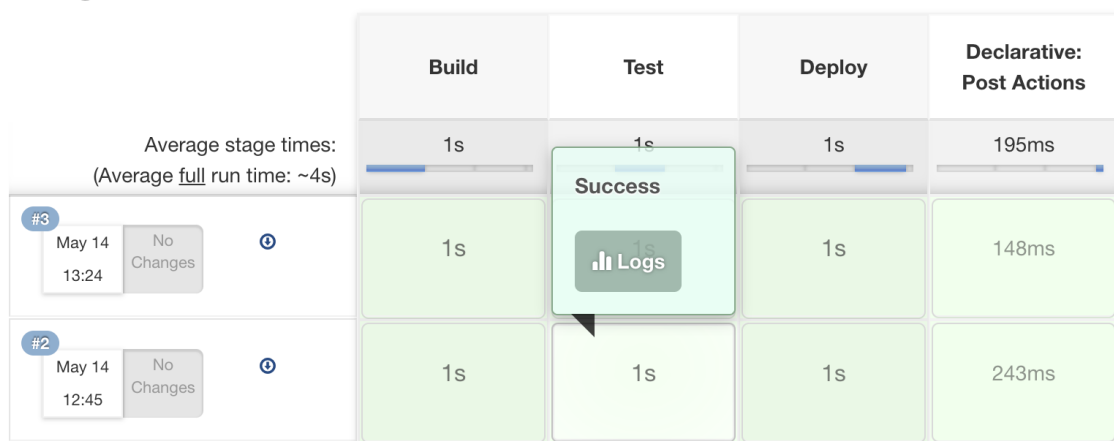 Build
Test
Deploy
Declarative:
Post Actions
Average stage times:
(Average full run time: ~4s)
1s
1s
1s
195ms
Success
Logs
#3
May 14
13:24
No
Changes
1s
1s
1s
148ms
#2
May 14
12:45
No
Changes
1s
1s
1s
243ms